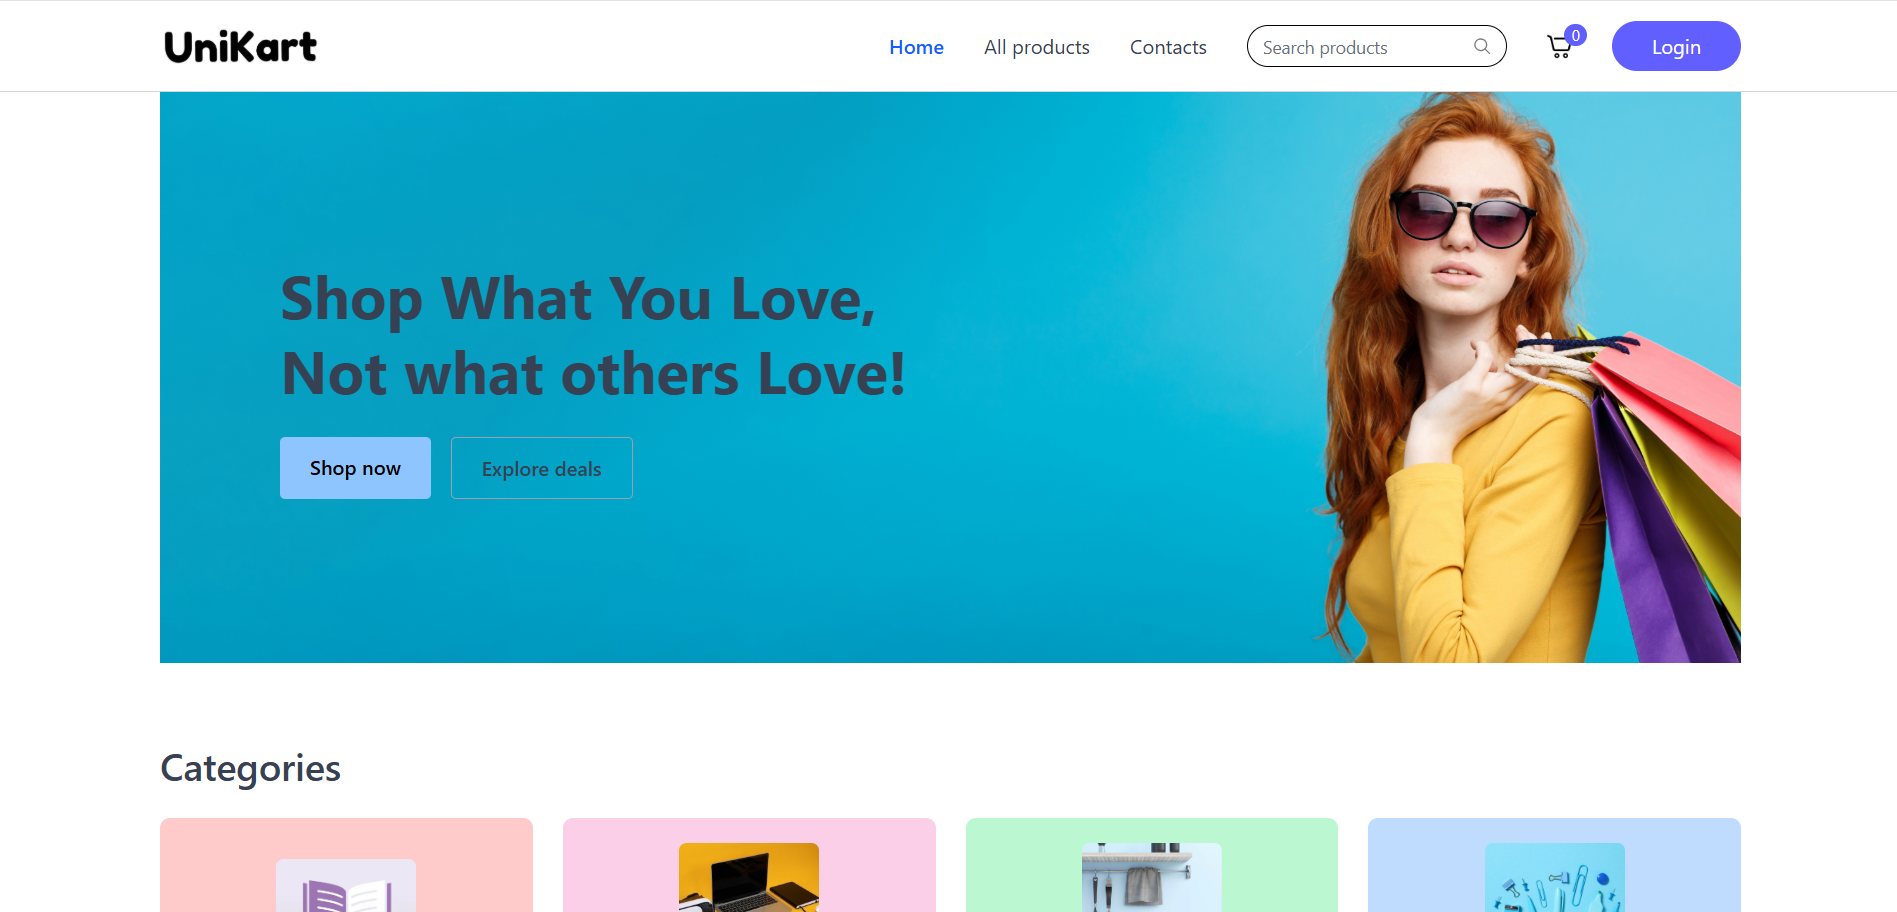 UniKart
Home
All products
Contacts
Search products
0
Login
Shop What You Love,
Not what others Love!
Shop now
Explore deals
Categories